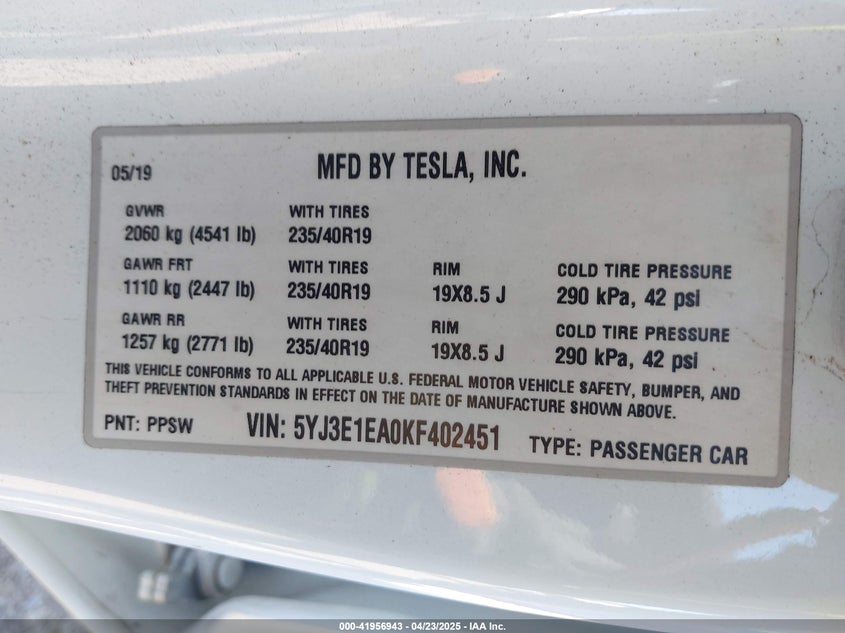 05/19 MFD BY TESLA, INC.
GVWR WITH TIRES
2060 kg (4541 lb) 235/40R19
GAWR FRT WITH TIRES RIM COLD TIRE PRESSURE
1110 kg (2447 lb) 235/40R19 19X8.5 J 290 kPa, 42 psi
GAWR RR WITH TIRES RIM COLD TIRE PRESSURE
1257 kg (2771 lb) 235/40R19 19X8.5 J 290 kPa, 42 psi
THIS VEHICLE CONFORMS TO ALL APPLICABLE U.S. FEDERAL MOTOR VEHICLE SAFETY, BUMPER, AND
THEFT PREVENTION STANDARDS IN EFFECT ON THE DATE OF MANUFACTURE SHOWN ABOVE.
PNT: PPSW VIN: 5YJ3E1EA0KF402451 TYPE: PASSENGER CAR
000-41956943 | 04/23/2025 - IAA Inc.